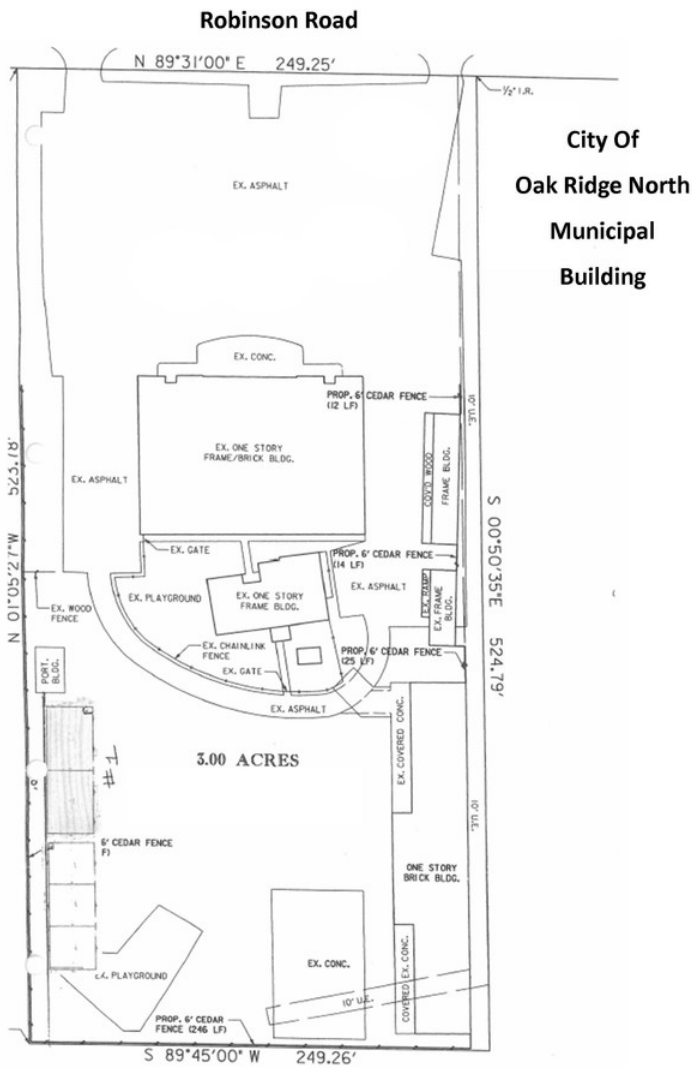 Robinson Road
N 89°31'00" E 249.25'
½" I.R.
City Of
Oak Ridge North
Municipal
Building
EX. ASPHALT
EX. CONC.
PROP. 6' CEDAR FENCE
(12 LF)
10' U.E.
EX. ONE STORY
FRAME/BRICK BLDG.
COV'D WOOD
FRAME BLDG.
N 01°05'27"W 523.78'
EX. ASPHALT
S 00°50'35"E 524.79'
EX. GATE
PROP. 6' CEDAR FENCE
(14 LF)
EX. PLAYGROUND
EX. ONE STORY
FRAME BLDG.
EX. ASPHALT
EX. RAMP
EX. FRAME
BLDG.
EX. WOOD
FENCE
EX. CHAINLINK
FENCE
PROP. 6' CEDAR FENCE
(25 LF)
EX. GATE
PORT.
BLDG.
EX. ASPHALT
EX. COVERED CONC.
3.00 ACRES
10' U.E.
6' CEDAR FENCE
F)
ONE STORY
BRICK BLDG.
EX. PLAYGROUND
EX. CONC.
COVERED EX. CONC.
10' U.E.
PROP. 6' CEDAR
FENCE (246 LF)
S 89°45'00" W 249.26'